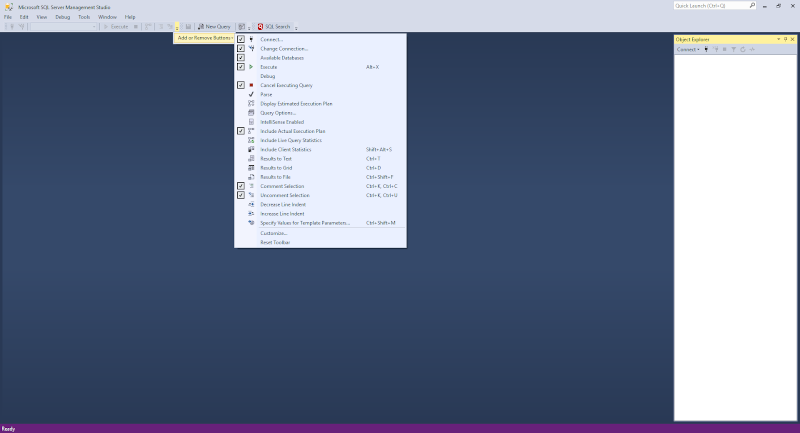 Microsoft SQL Server Management Studio
Quick Launch (Ctrl+Q)
File Edit View Debug Tools Window Help
Execute
New Query
SQL Search
Add or Remove Buttons
Connect...
Change Connection...
Available Databases
Execute Alt+X
Debug
Cancel Executing Query
Parse
Display Estimated Execution Plan
Query Options...
IntelliSense Enabled
Include Actual Execution Plan
Include Live Query Statistics
Include Client Statistics Shift+Alt+S
Results to Text Ctrl+T
Results to Grid Ctrl+D
Results to File Ctrl+Shift+F
Comment Selection Ctrl+K, Ctrl+C
Uncomment Selection Ctrl+K, Ctrl+U
Decrease Line Indent
Increase Line Indent
Specify Values for Template Parameters... Ctrl+Shift+M
Customize...
Reset Toolbar
Object Explorer
Connect
Ready